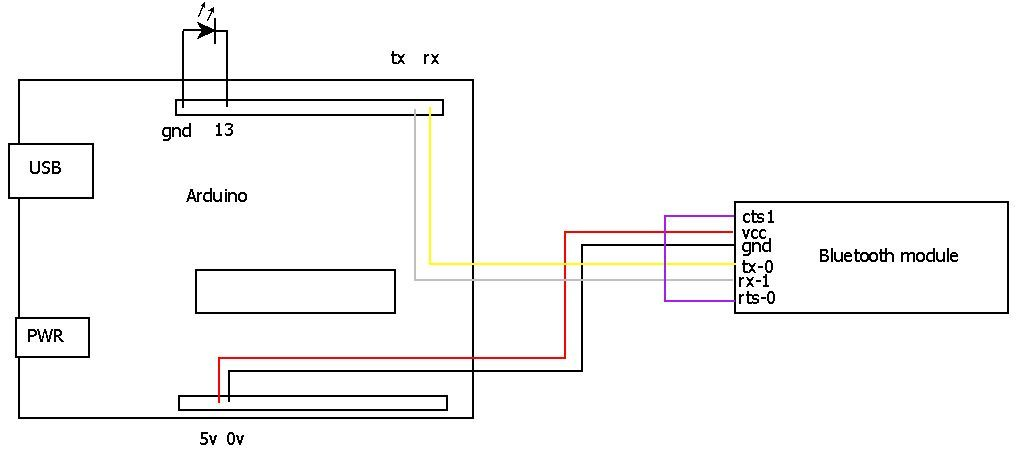 tx rx
gnd 13
USB
Arduino
cts1
vcc
gnd
tx-0
rx-1
rts-0
Bluetooth module
PWR
5v 0v